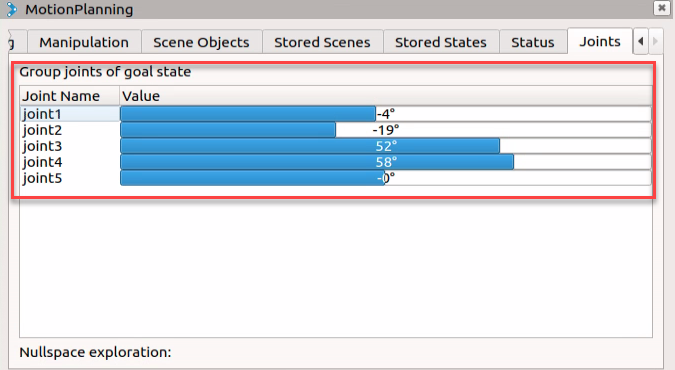 MotionPlanning
g Manipulation Scene Objects Stored Scenes Stored States Status Joints
Group joints of goal state
Joint Name Value
joint1 -4°
joint2 -19°
joint3 52°
joint4 58°
joint5 -0°
Nullspace exploration: